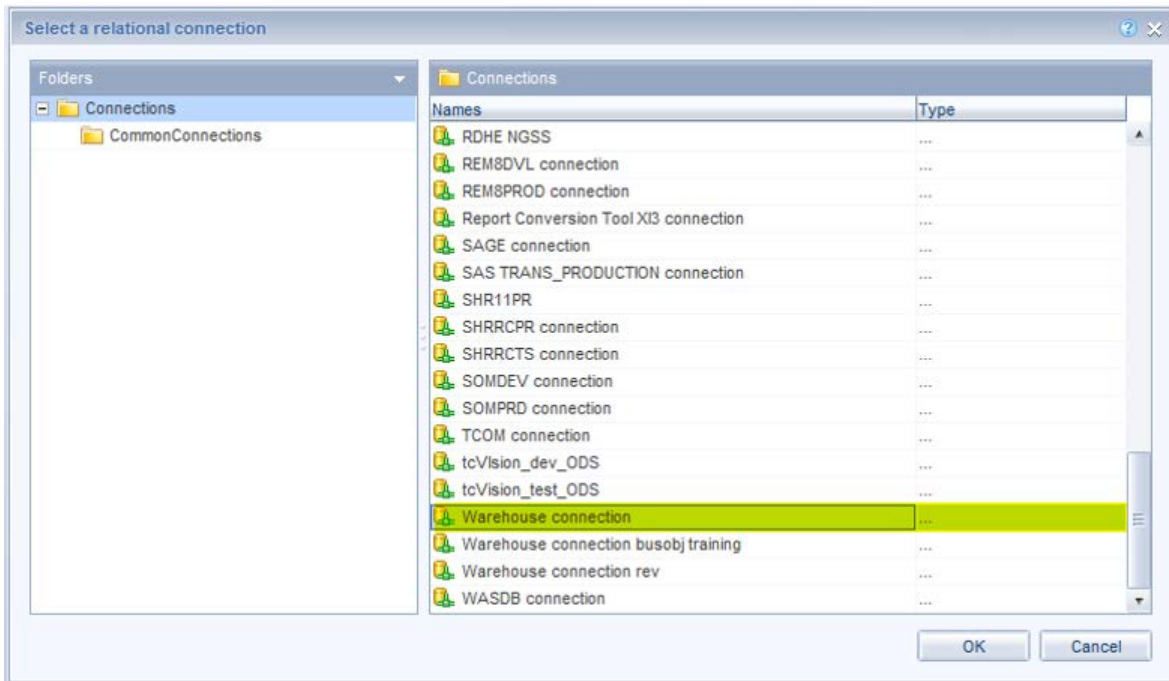 Select a relational connection
Folders
Connections
CommonConnections
Connections
Names Type
RDHE NGSS ...
REM8DVL connection ...
REM8PROD connection ...
Report Conversion Tool XI3 connection ...
SAGE connection ...
SAS TRANS_PRODUCTION connection ...
SHR11PR ...
SHRRCPR connection ...
SHRRCTS connection ...
SOMDEV connection ...
SOMPRD connection ...
TCOM connection ...
tcVIsion_dev_ODS ...
tcVision_test_ODS ...
Warehouse connection ...
Warehouse connection busobj training ...
Warehouse connection rev ...
WASDB connection ...
OK Cancel